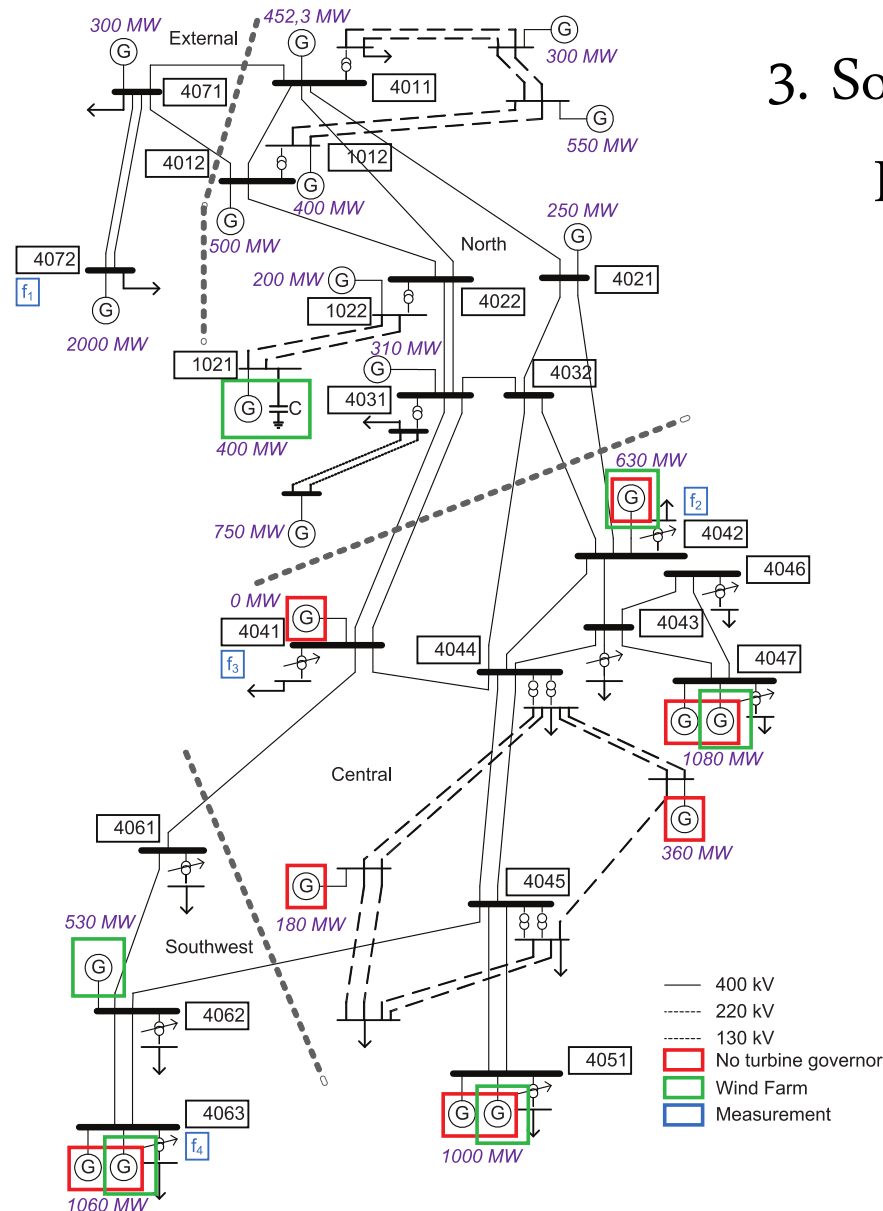 300 MW
External
452,3 MW
G
G
G
300 MW
3. So
4071
4011
G
550 MW
4012
1012
G
400 MW
G
500 MW
250 MW
G
North
4072
f1
G
2000 MW
200 MW
G
4022
4021
1022
310 MW
1021
G
4032
4031
G
C
400 MW
630 MW
G
f2
750 MW
G
4042
4046
0 MW
G
4041
4044
4043
f3
4047
G
G
1080 MW
Central
4061
G
360 MW
G
180 MW
4045
530 MW
Southwest
G
4062
400 kV
220 kV
130 kV
4051
No turbine governor
Wind Farm
Measurement
4063
G
G
1000 MW
f4
G
G
1060 MW